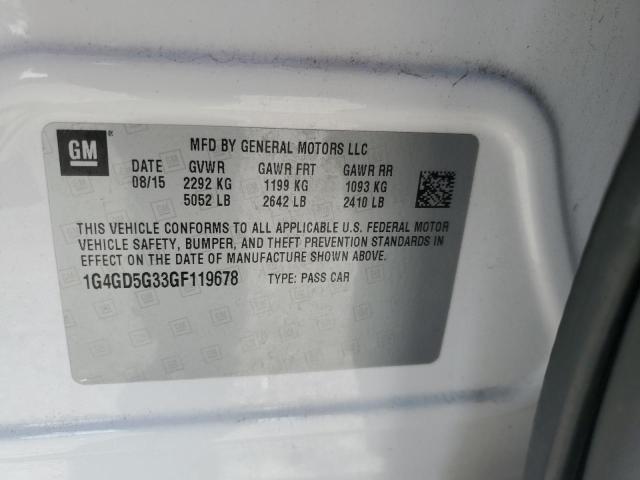 GM
MFD BY GENERAL MOTORS LLC
DATE GVWR GAWR FRT GAWR RR
08/15 2292 KG 1199 KG 1093 KG
5052 LB 2642 LB 2410 LB
THIS VEHICLE CONFORMS TO ALL APPLICABLE U.S. FEDERAL MOTOR
VEHICLE SAFETY, BUMPER, AND THEFT PREVENTION STANDARDS IN
EFFECT ON THE DATE OF MANUFACTURE SHOWN ABOVE.
1G4GD5G33GF119678 TYPE: PASS CAR